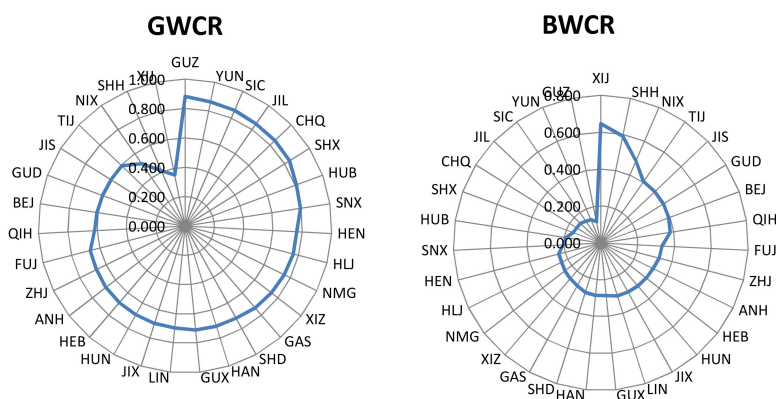 GWCR
GUZ
YUN
SIC
JIL
CHQ
SHX
HUB
SNX
HEN
HLJ
NMG
XIZ
GAS
SHD
HAN
GUX
LIN
JIX
HUN
HEB
ANH
ZHJ
FUJ
QIH
BEJ
GUD
JIS
TIJ
NIX
SHH
XIJ
1.000
0.800
0.600
0.400
0.200
0.000
BWCR
XIJ
SHH
NIX
TIJ
JIS
GUD
BEJ
QIH
FUJ
ZHJ
ANH
HEB
HUN
JIX
LIN
GUX
HAN
SHD
GAS
XIZ
NMG
HLJ
HEN
SNX
HUB
SHX
CHQ
JIL
SIC
YUN
GUZ
0.800
0.600
0.400
0.200
0.000